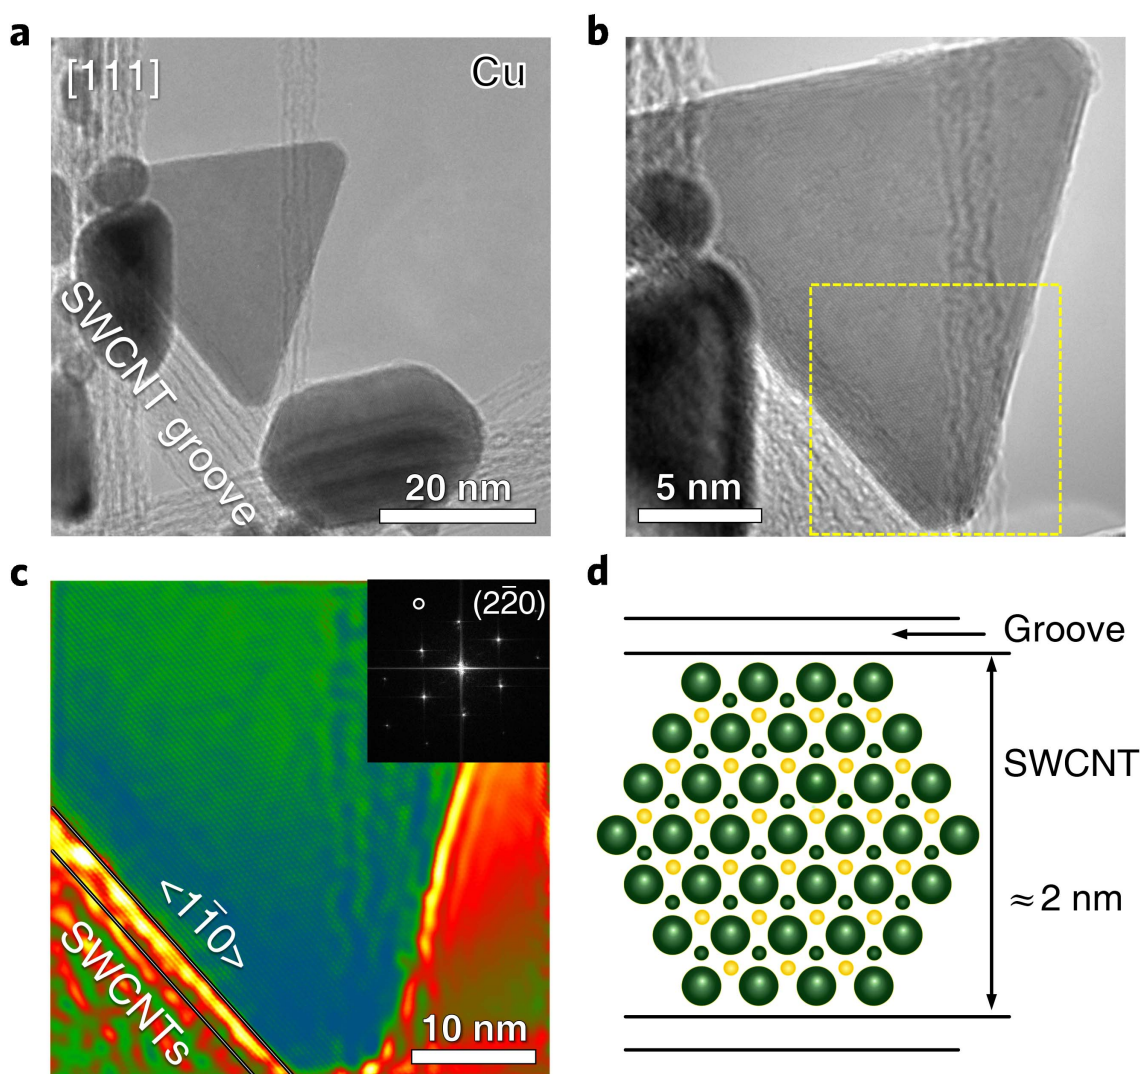 a
[111]
Cu
SWCNT groove
20 nm
b
5 nm
c
(22̄0)
<11̄0>
SWCNTs
10 nm
d
Groove
SWCNT
≈2 nm